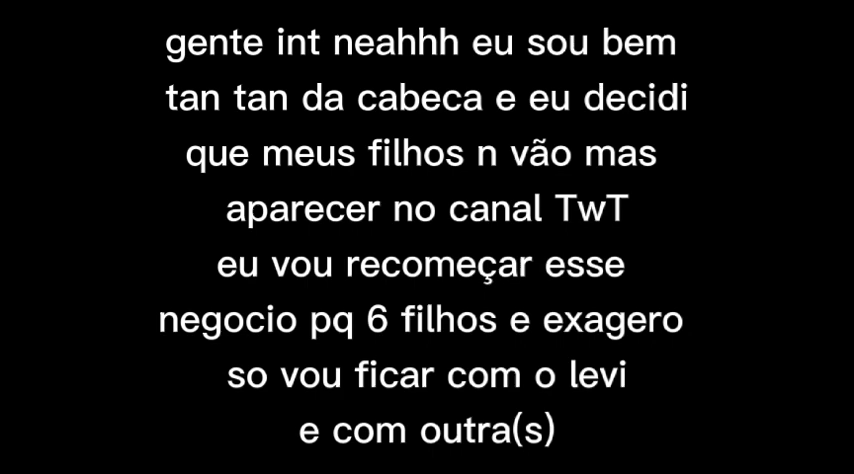 gente int neahhh eu sou bem
tan tan da cabeca e eu decidi
que meus filhos n vão mas
aparecer no canal TwT
eu vou recomeçar esse
negocio pq 6 filhos e exagero
so vou ficar com o levi
e com outra(s)